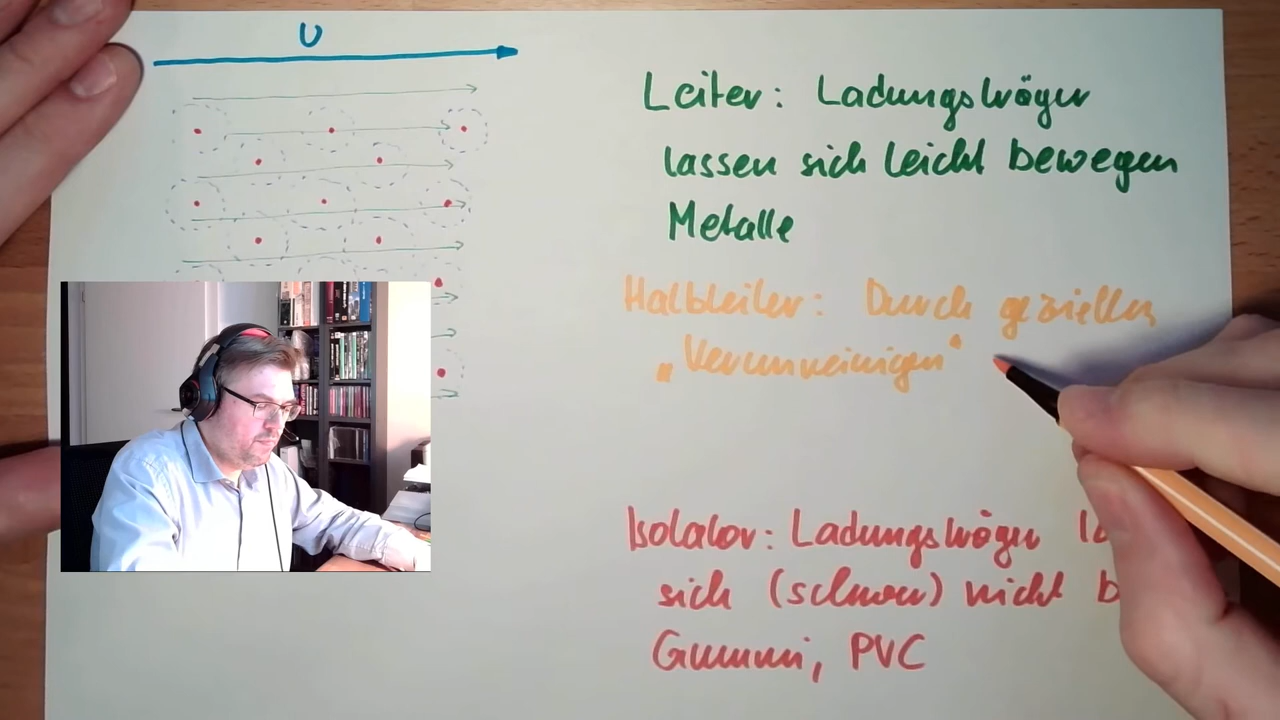 U
Leiter: Ladungsträger
lassen sich leicht bewegen
Metalle
Halbleiter: Durch gezieltes
„Verunreinigen“
Isolator: Ladungsträger
sich (schwer) nicht
Gummi, PVC